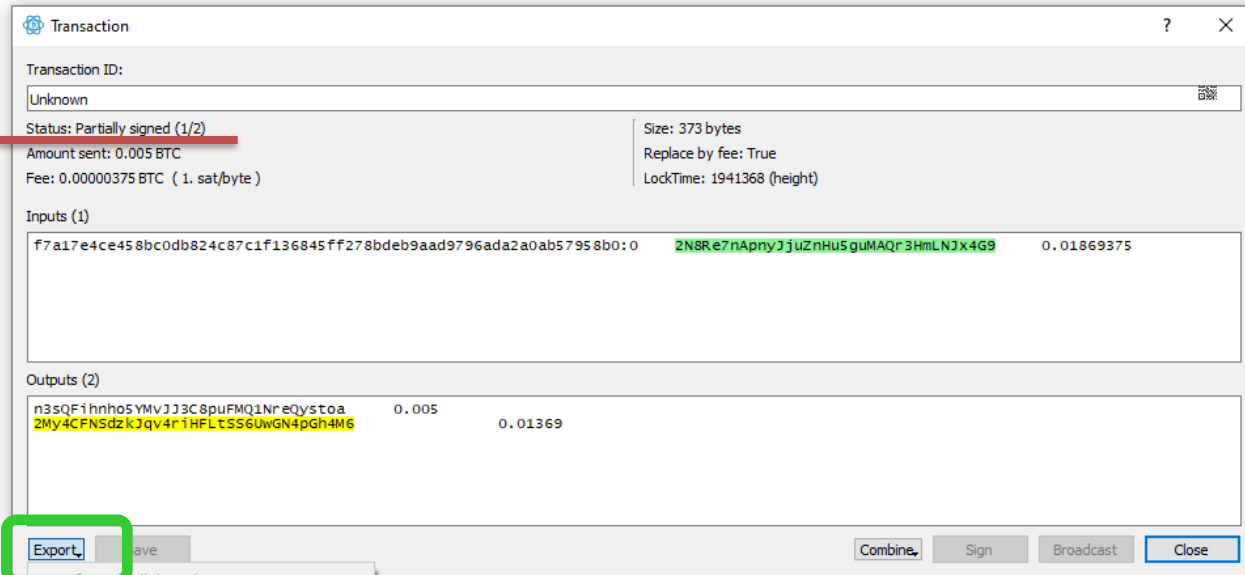 Transaction
?
Transaction ID:
Unknown
Status: Partially signed (1/2)
Size: 373 bytes
Amount sent: 0.005 BTC
Replace by fee: True
Fee: 0.00000375 BTC ( 1. sat/byte )
LockTime: 1941368 (height)
Inputs (1)
f7a17e4ce458bc0db824c87c1f136845ff278bdeb9aad9796ada2a0ab57958b0:0 2N8Re7nApnyJjuZnHu5guMAQr3HmLNJx4G9 0.01869375
Outputs (2)
n3sQFihnho5YMvJJ3C8puFMQ1NreQystoa 0.005
2My4CFNSdzkJqv4riHFLtSS6UwGN4pGh4M6 0.01369
Export
ave
Combine
Sign
Broadcast
Close